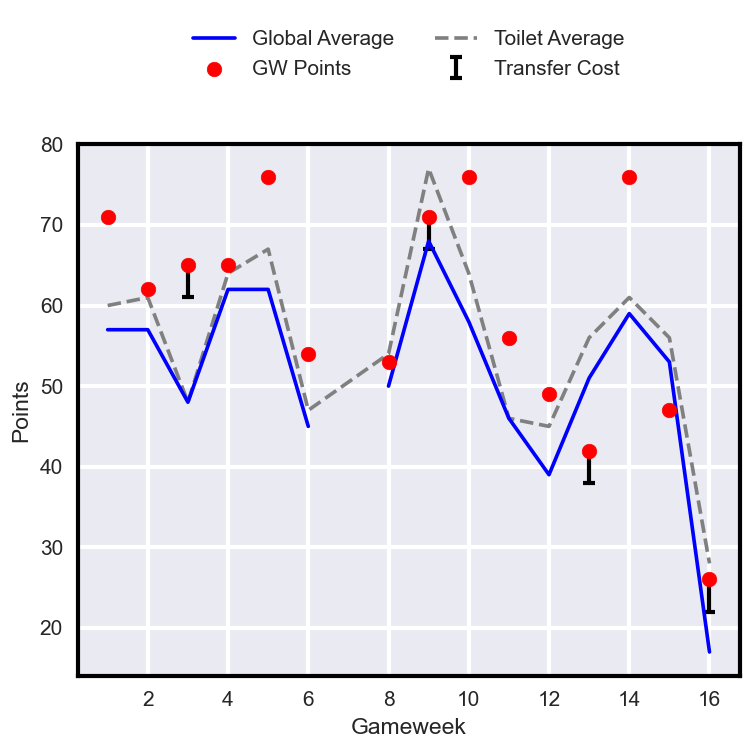 Global Average
Toilet Average
GW Points
Transfer Cost
80
70
60
50
40
30
20
Points
2 4 6 8 10 12 14 16
Gameweek